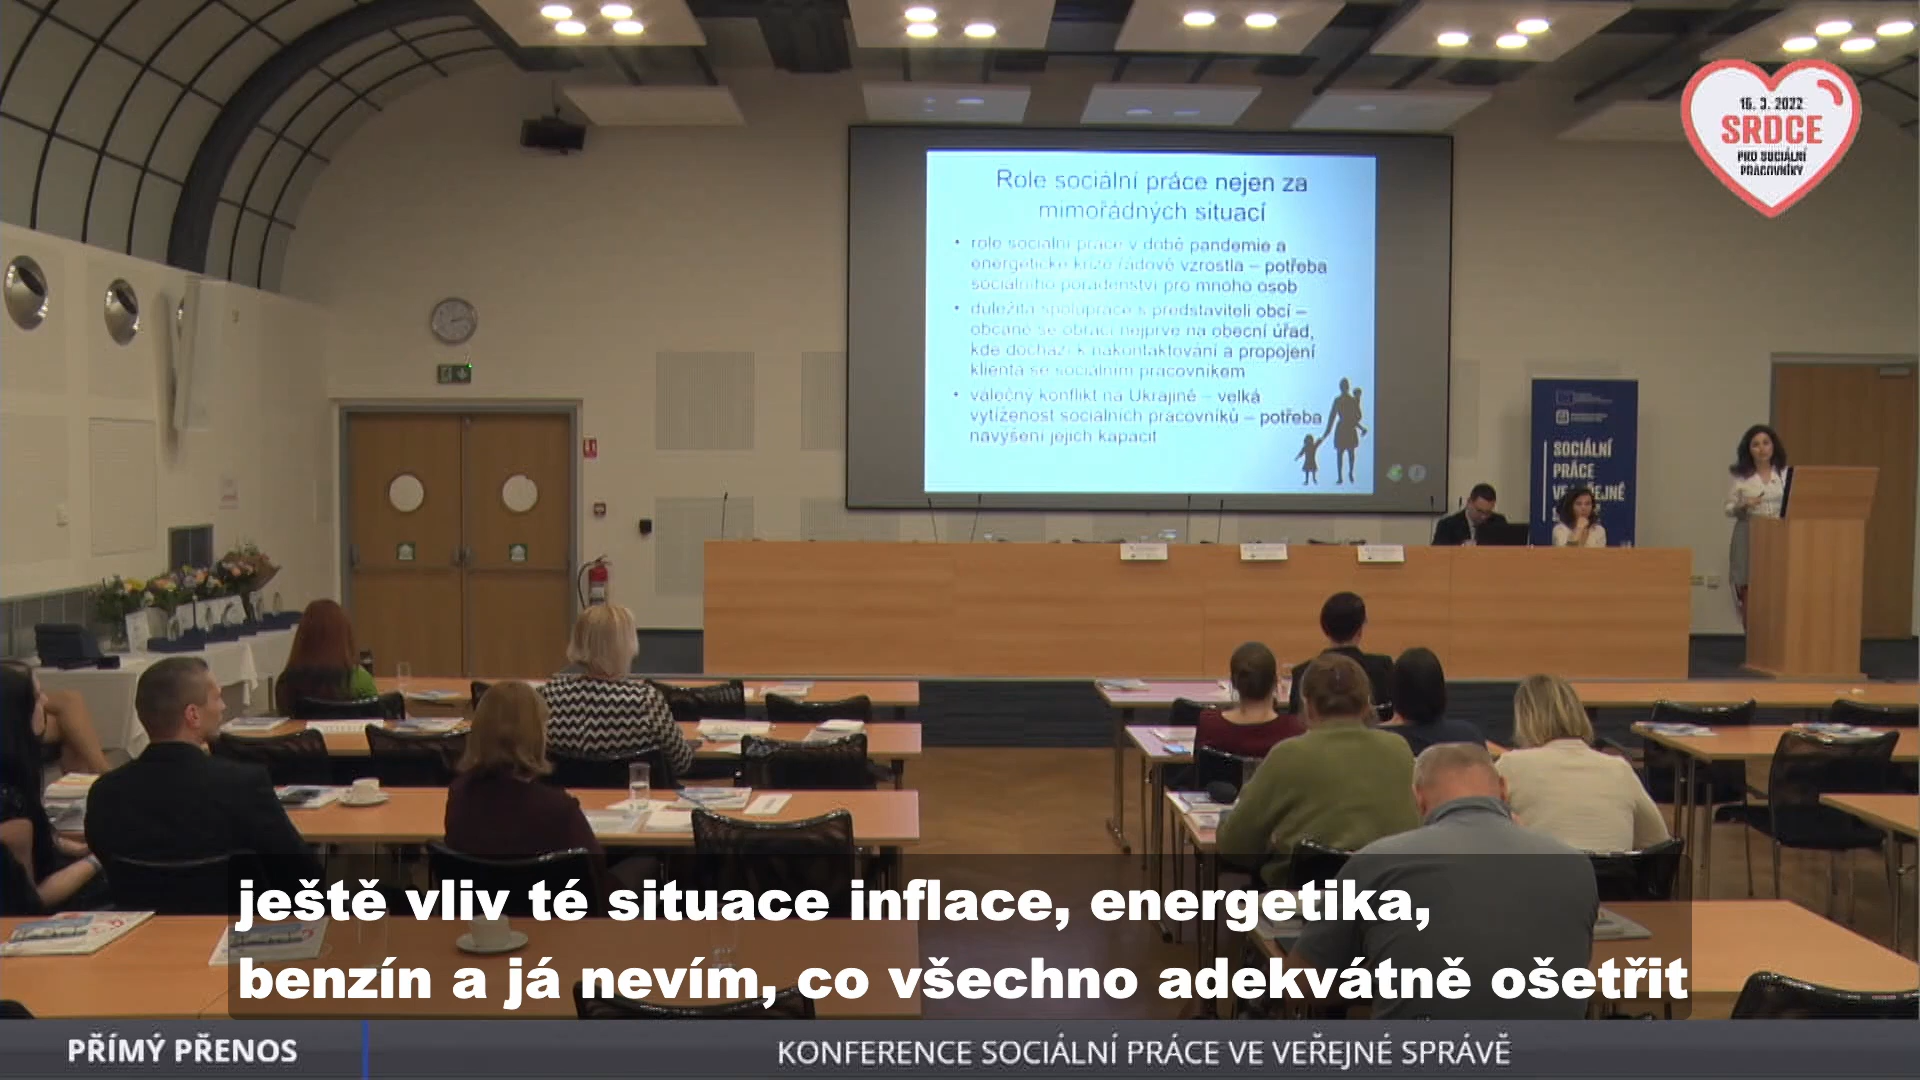 16. 3. 2022
SRDCE
PRO SOCIÁLNÍ
PRACOVNÍKY
Role sociální práce nejen za
mimořádných situací
• role sociální práce v době pandemie a
energetické krize řádově vzrostla – potřeba
sociálního poradenství pro mnoho osob
• důležitá spolupráce s představiteli obcí –
občané se obrací nejprve na obecní úřad,
kde dochází k nakontaktování a propojení
klienta se sociálním pracovníkem
• válečný konflikt na Ukrajině – velká
vytíženost sociálních pracovníků – potřeba
navýšení jejich kapacit
SOCIÁLNÍ
PRÁCE
ještě vliv té situace inflace, energetika,
benzín a já nevím, co všechno adekvátně ošetřit
PŘÍMÝ PŘENOS
KONFERENCE SOCIÁLNÍ PRÁCE VE VEŘEJNÉ SPRÁVĚ